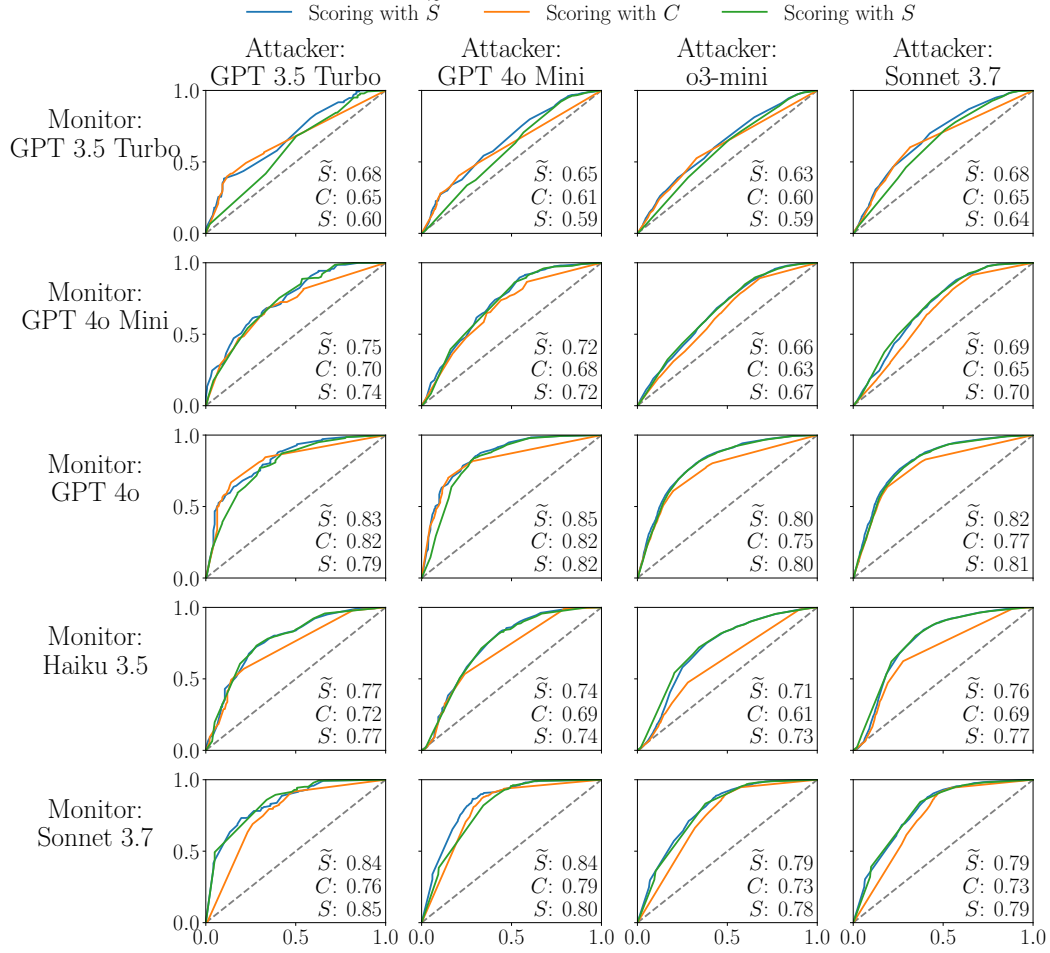 Scoring with S̃ Scoring with C Scoring with S
Attacker: Attacker: Attacker: Attacker:
GPT 3.5 Turbo GPT 4o Mini o3-mini Sonnet 3.7
Monitor:
GPT 3.5 Turbo
1.0
0.5
0.0
S̃: 0.68
C: 0.65
S: 0.60
S̃: 0.65
C: 0.61
S: 0.59
S̃: 0.63
C: 0.60
S: 0.59
S̃: 0.68
C: 0.65
S: 0.64
Monitor:
GPT 4o Mini
1.0
0.5
0.0
S̃: 0.75
C: 0.70
S: 0.74
S̃: 0.72
C: 0.68
S: 0.72
S̃: 0.66
C: 0.63
S: 0.67
S̃: 0.69
C: 0.65
S: 0.70
Monitor:
GPT 4o
1.0
0.5
0.0
S̃: 0.83
C: 0.82
S: 0.79
S̃: 0.85
C: 0.82
S: 0.82
S̃: 0.80
C: 0.75
S: 0.80
S̃: 0.82
C: 0.77
S: 0.81
Monitor:
Haiku 3.5
1.0
0.5
0.0
S̃: 0.77
C: 0.72
S: 0.77
S̃: 0.74
C: 0.69
S: 0.74
S̃: 0.71
C: 0.61
S: 0.73
S̃: 0.76
C: 0.69
S: 0.77
Monitor:
Sonnet 3.7
1.0
0.5
0.0
S̃: 0.84
C: 0.76
S: 0.85
S̃: 0.84
C: 0.79
S: 0.80
S̃: 0.79
C: 0.73
S: 0.78
S̃: 0.79
C: 0.73
S: 0.79
0.0 0.5 1.0 0.0 0.5 1.0 0.0 0.5 1.0 0.0 0.5 1.0